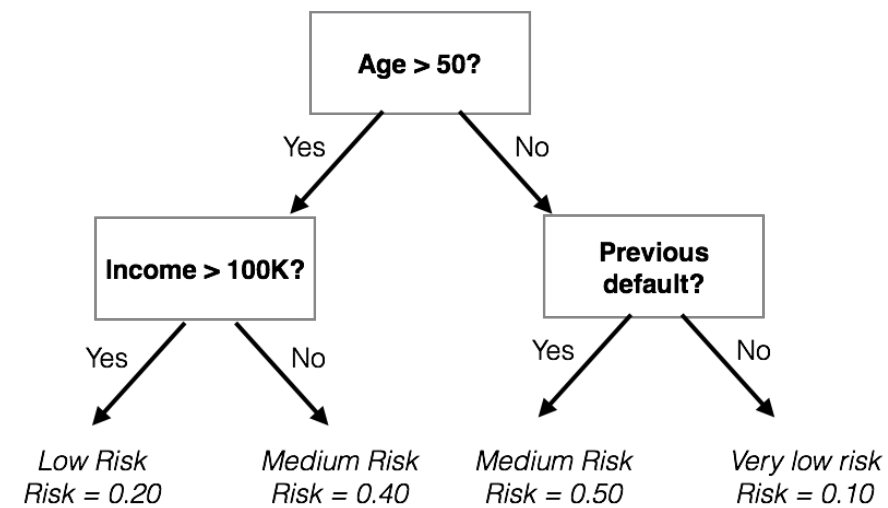 Age > 50?
Yes
No
Income > 100K?
Previous
default?
Yes
No
Yes
No
Low Risk
Risk = 0.20
Medium Risk
Risk = 0.40
Medium Risk
Risk = 0.50
Very low risk
Risk = 0.10